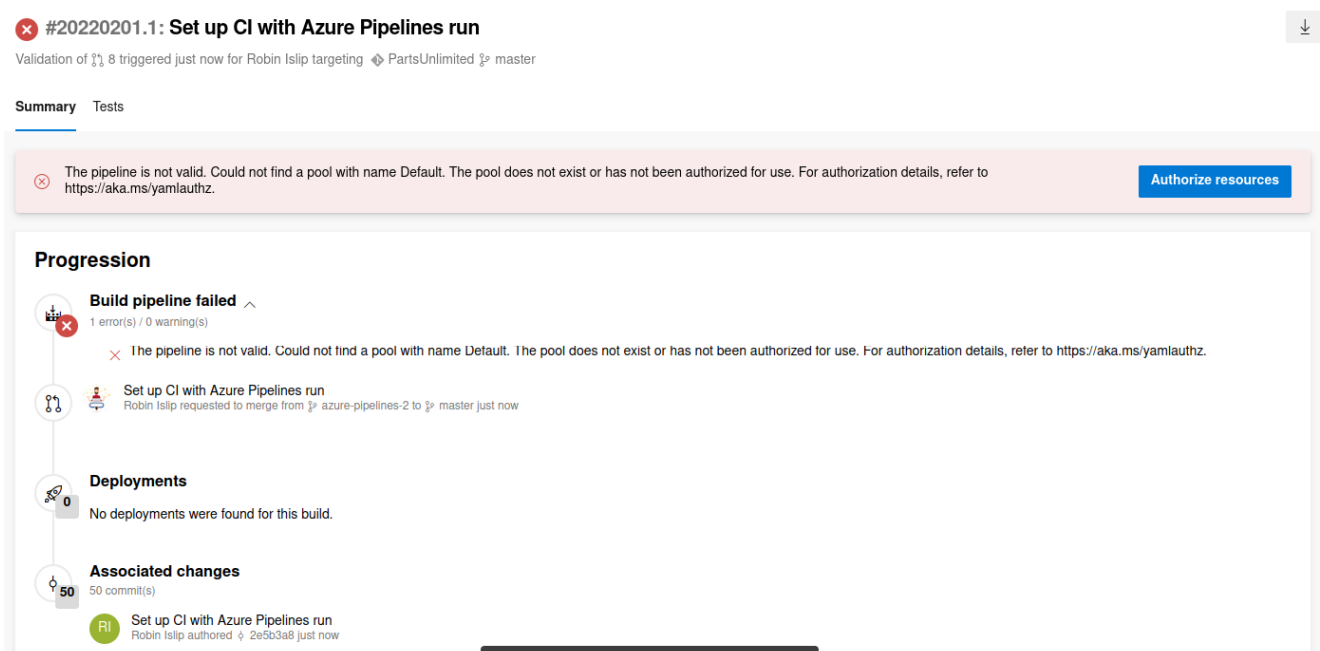 #20220201.1: Set up CI with Azure Pipelines run
Validation of 8 triggered just now for Robin Islip targeting PartsUnlimited master
Summary Tests
The pipeline is not valid. Could not find a pool with name Default. The pool does not exist or has not been authorized for use. For authorization details, refer to
https://aka.ms/yamlauthz.
Authorize resources
Progression
Build pipeline failed
1 error(s) / 0 warning(s)
The pipeline is not valid. Could not find a pool with name Default. The pool does not exist or has not been authorized for use. For authorization details, refer to https://aka.ms/yamlauthz.
Set up CI with Azure Pipelines run
Robin Islip requested to merge from azure-pipelines-2 to master just now
Deployments
0
No deployments were found for this build.
Associated changes
50
50 commit(s)
RI
Set up CI with Azure Pipelines run
Robin Islip authored 2e5b3a8 just now